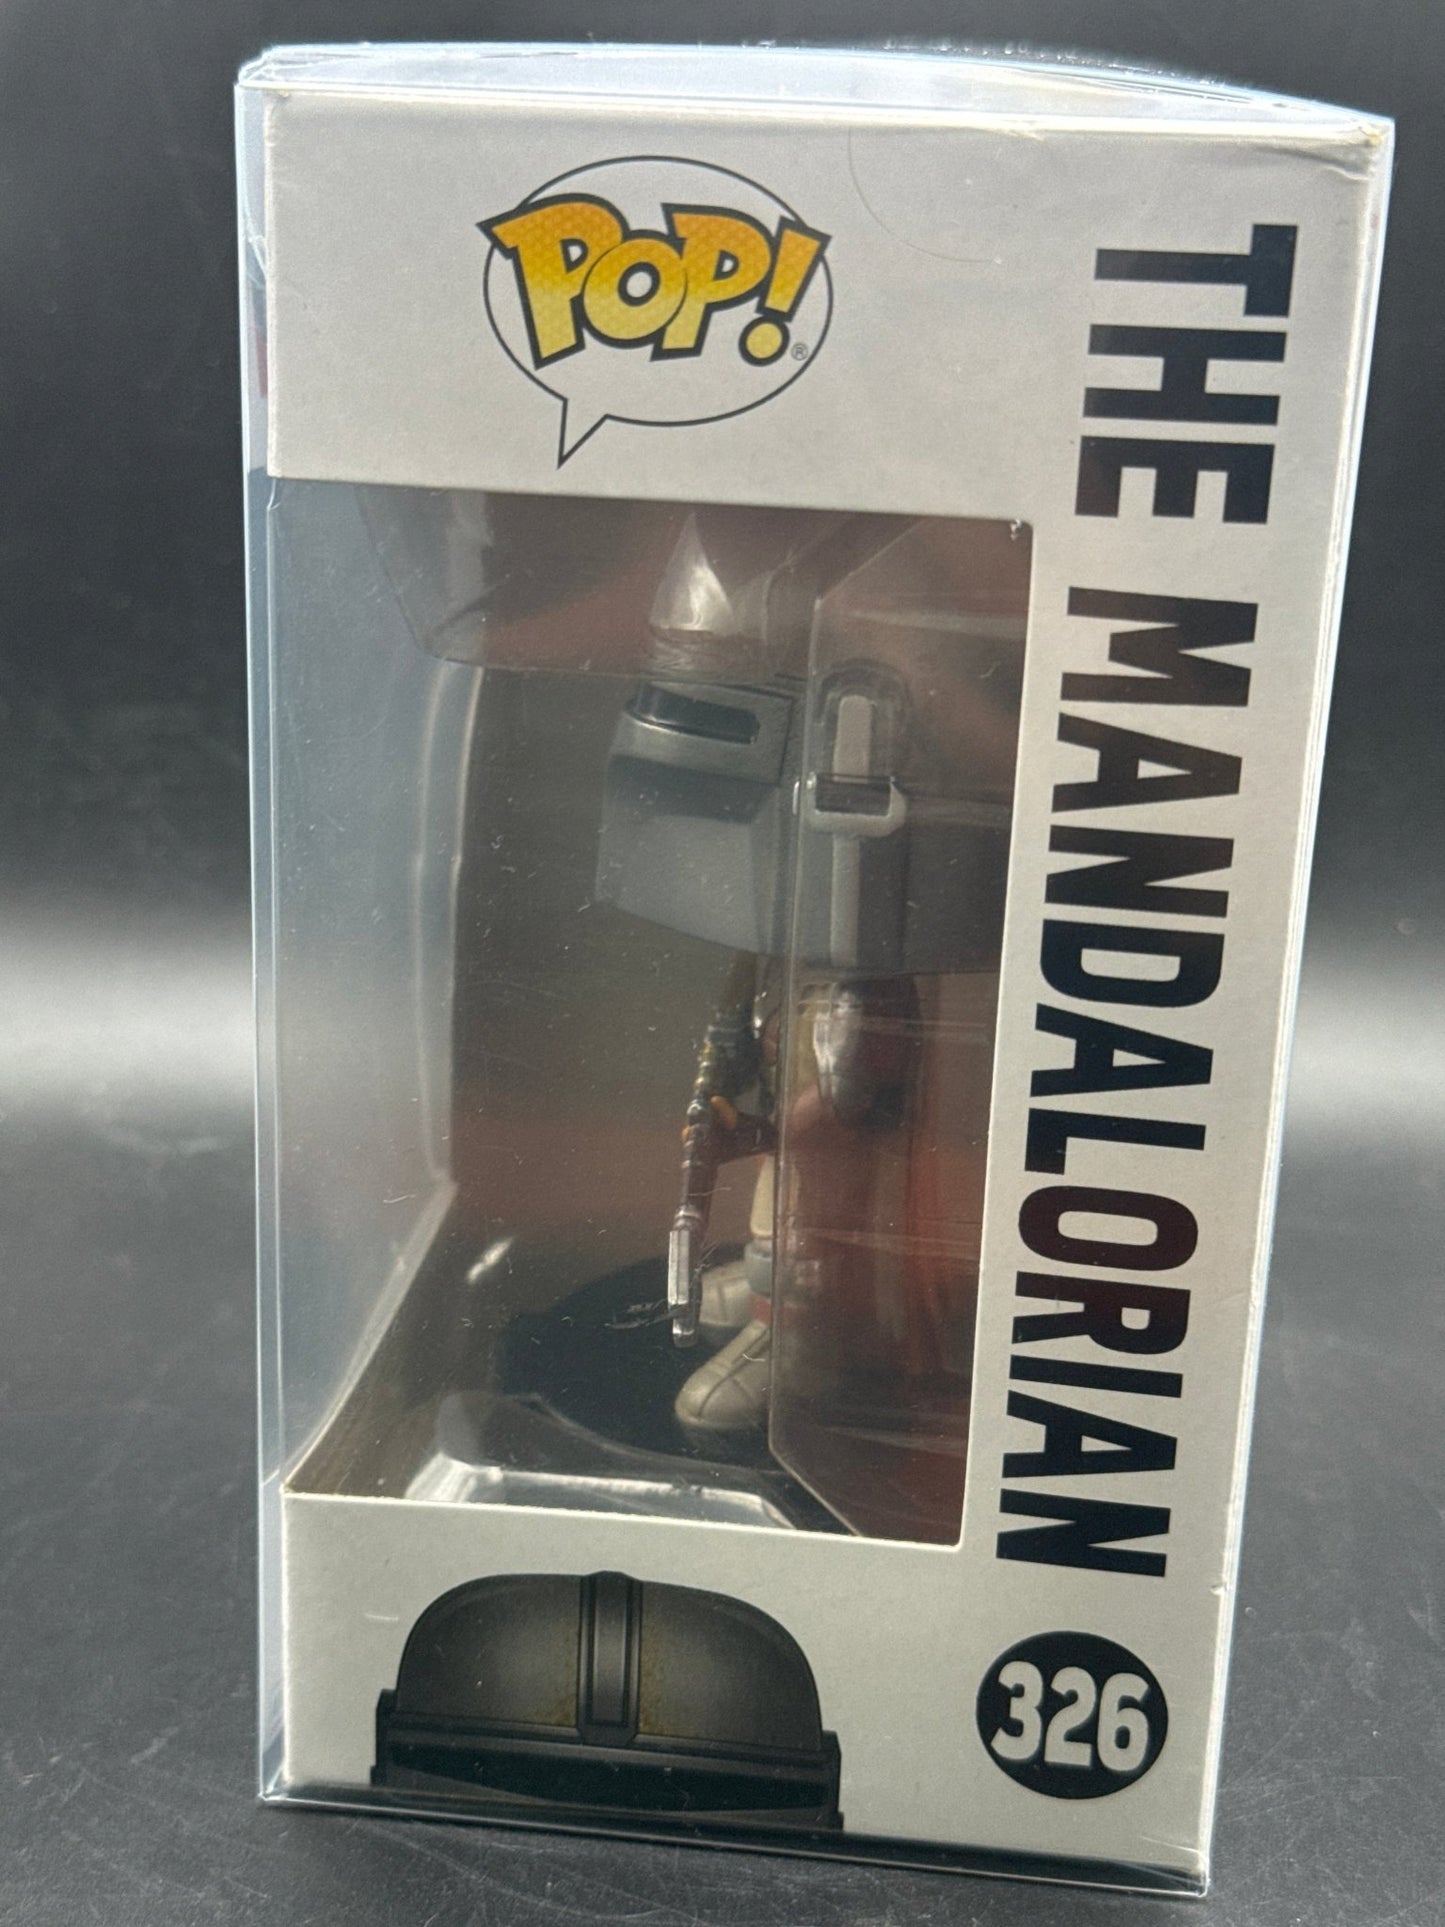 POP!
®
THE MANDALORIAN
326